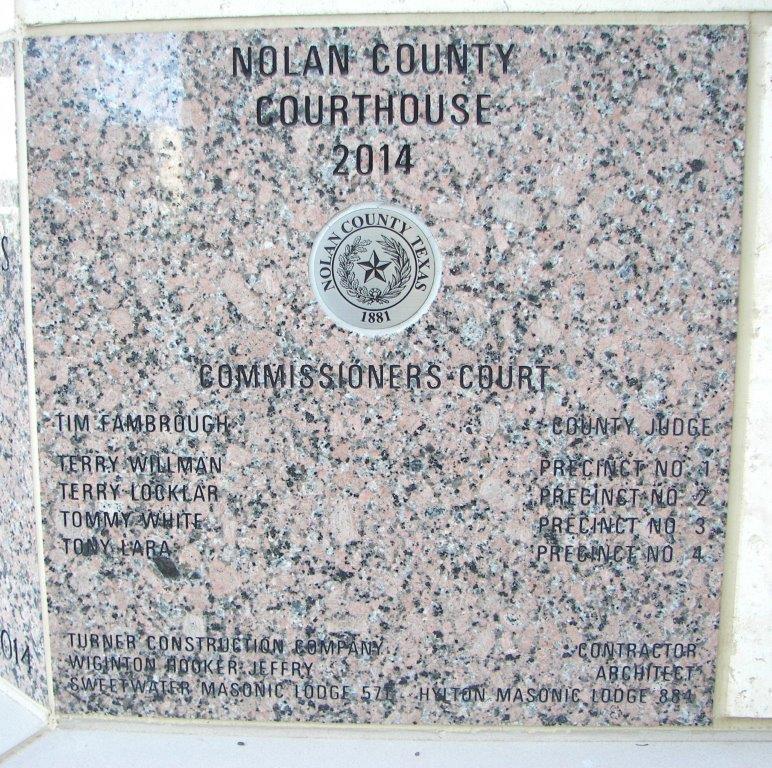 NOLAN COUNTY
COURTHOUSE
2014
NOLAN COUNTY TEXAS
1881
COMMISSIONERS COURT
TIM FAMBROUGH COUNTY JUDGE
TERRY WILLMAN PRECINCT NO 1
TERRY LOCKLAR PRECINCT NO 2
TOMMY WHITE PRECINCT NO 3
TONY LARA PRECINCT NO 4
TURNER CONSTRUCTION COMPANY CONTRACTOR
WIGINTON HOOKER JEFFRY ARCHITECT
SWEETWATER MASONIC LODGE 571 HYLTON MASONIC LODGE 884
S
014